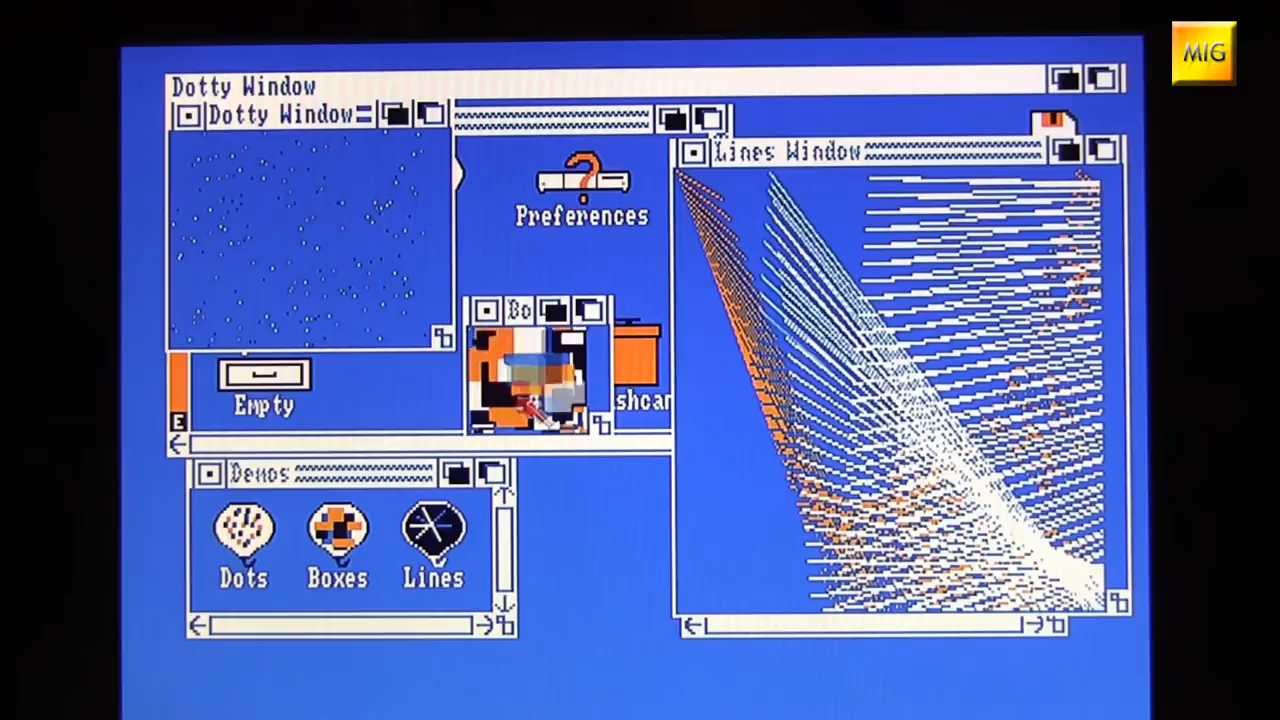 MIG
Dotty Window
Dotty Window
Lines Window
Preferences
Bo
E
Empty
shcan
Demos
Dots
Boxes
Lines